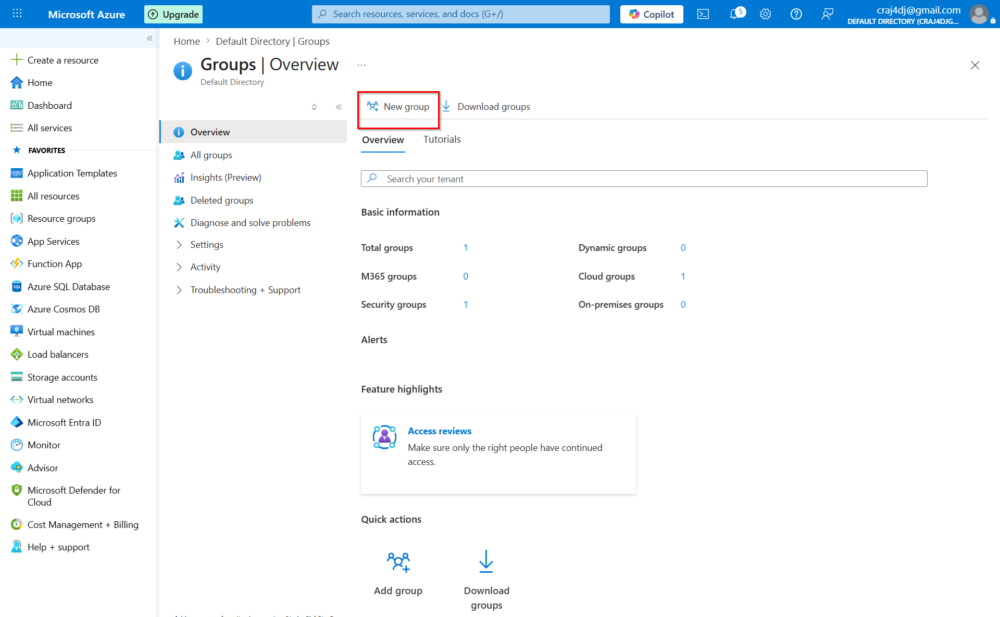 Microsoft Azure
Upgrade
Search resources, services, and docs (G+/)
Copilot
5
craj4dj@gmail.com
DEFAULT DIRECTORY (CRAJ4DJG...
Create a resource
Home
Dashboard
All services
FAVORITES
Application Templates
All resources
Resource groups
App Services
Function App
Azure SQL Database
Azure Cosmos DB
Virtual machines
Load balancers
Storage accounts
Virtual networks
Microsoft Entra ID
Monitor
Advisor
Microsoft Defender for
Cloud
Cost Management + Billing
Help + support
Home > Default Directory | Groups
Groups | Overview ...
Default Directory
Overview
All groups
Insights (Preview)
Deleted groups
Diagnose and solve problems
Settings
Activity
Troubleshooting + Support
New group
Download groups
Overview
Tutorials
Search your tenant
Basic information
Total groups 1
Dynamic groups 0
M365 groups 0
Cloud groups 1
Security groups 1
On-premises groups 0
Alerts
Feature highlights
Access reviews
Make sure only the right people have continued
access.
Quick actions
Add group
Download
groups